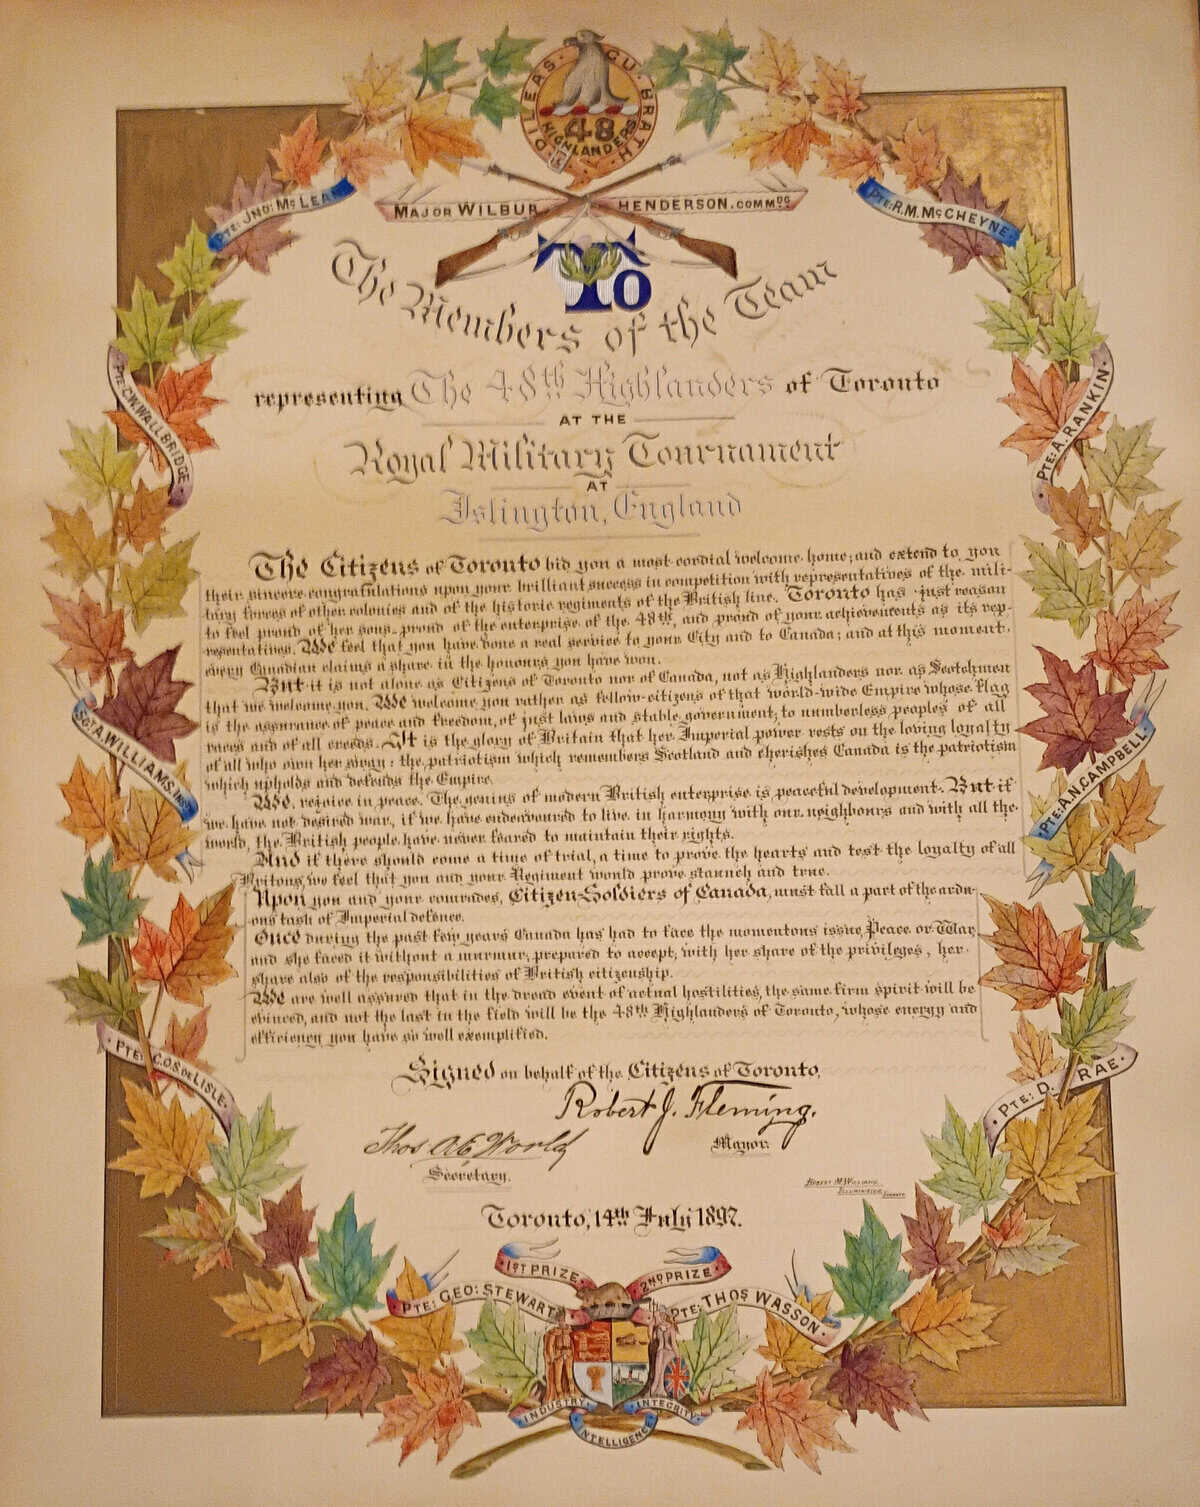 DILEAS · GU · BRATH
48
HIGHLANDERS
MAJOR WILBUR HENDERSON. COMMDG
PTE: JNO: McLEAN
PTE: R.M. McCHEYNE
To
The Members of the Team
representing The 48th Highlanders of Toronto
AT THE
Royal Military Tournament
AT
Islington, England
PTE: C.W. WALLBRIDGE
PTE: A. RANKIN
The Citizens of Toronto bid you a most cordial welcome home; and extend to you
their sincere congratulations upon your brilliant success in competition with representatives of the mili-
tary forces of other colonies and of the historic regiments of the British line. Toronto has just reason
to feel proud of her sons_proud of the enterprise of the 48th, and proud of your achievements as its rep-
resentatives. We feel that you have done a real service to your City and to Canada; and at this moment,
every Canadian claims a share in the honours you have won.
But it is not alone as Citizens of Toronto nor of Canada, not as Highlanders nor as Scotchmen
that we welcome you. We welcome you rather as fellow-citizens of that world-wide Empire whose flag
is the assurance of peace and freedom, of just laws and stable government, to numberless peoples of all
races and of all creeds. It is the glory of Britain that her Imperial power rests on the loving loyalty
of all who own her sway: the patriotism which remembers Scotland and cherishes Canada is the patriotism
which upholds and defends the Empire.
We, rejoice in peace. The genius of modern British enterprise is peaceful development. But if
we have not desired war, if we have endeavoured to live in harmony with our neighbours and with all the
world, the British people have never feared to maintain their rights.
And if there should come a time of trial, a time to prove the hearts and test the loyalty of all
Britons, we feel that you and your Regiment would prove staunch and true.
Upon you and your comrades, Citizen-Soldiers of Canada, must fall a part of the ardu-
ous task of Imperial defence.
Once during the past few years Canada has had to face the momentous issue, Peace or War,
and she faced it without a murmur, prepared to accept, with her share of the privileges, her
share also of the responsibilities of British citizenship.
We are well assured that in the dread event of actual hostilities, the same firm spirit will be
evinced, and not the last in the field will be the 48th Highlanders of Toronto, whose energy and
efficiency you have so well exemplified.
SGT. A. WILLIAMS. INSTR
PTE: A.N. CAMPBELL
PTE: C.O.S. DE LISLE.
PTE: D. RAE.
Signed on behalf of the Citizens of Toronto,
Robert J. Fleming.
Mayor.
Secretary.
ROBERT M. WILLIAMS,
ILLUMINATOR
TORONTO
Toronto, 14th July 1897.
1ST PRIZE
2ND PRIZE
PTE: GEO: STEWART
PTE: THOS WASSON.
INDUSTRY
INTELLIGENCE
INTEGRITY